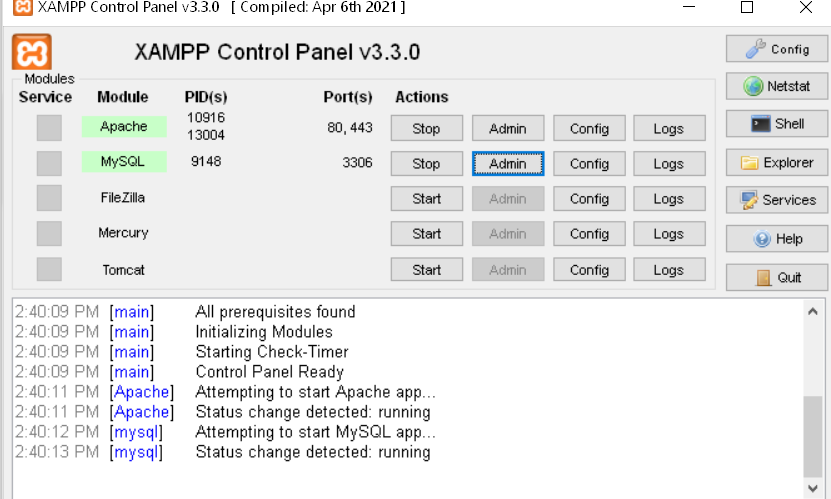 XAMPP Control Panel v3.3.0 [ Compiled: Apr 6th 2021 ]
XAMPP Control Panel v3.3.0
Config
Modules
Service Module PID(s) Port(s) Actions
Netstat
Apache 10916 13004 80, 443 Stop Admin Config Logs
Shell
MySQL 9148 3306 Stop Admin Config Logs
Explorer
FileZilla Start Admin Config Logs
Services
Mercury Start Admin Config Logs
Help
Tomcat Start Admin Config Logs
Quit
2:40:09 PM [main] All prerequisites found
2:40:09 PM [main] Initializing Modules
2:40:09 PM [main] Starting Check-Timer
2:40:09 PM [main] Control Panel Ready
2:40:11 PM [Apache] Attempting to start Apache app...
2:40:11 PM [Apache] Status change detected: running
2:40:12 PM [mysql] Attempting to start MySQL app...
2:40:13 PM [mysql] Status change detected: running